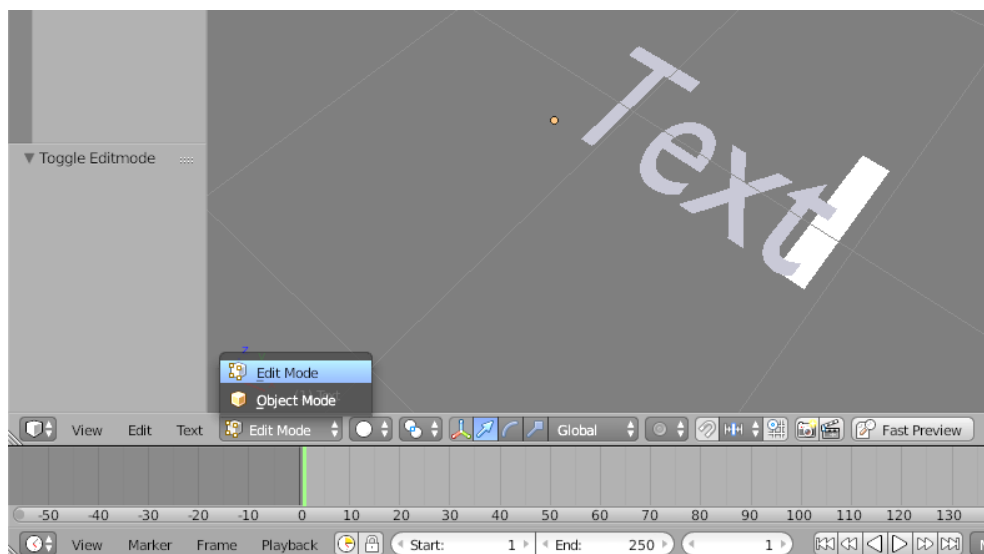 Text
▼ Toggle Editmode
z
Edit Mode
Object Mode
View Edit Text Edit Mode Global Fast Preview
-50 -40 -30 -20 -10 0 10 20 30 40 50 60 70 80 90 100 110 120 130
View Marker Frame Playback Start: 1 End: 250 1